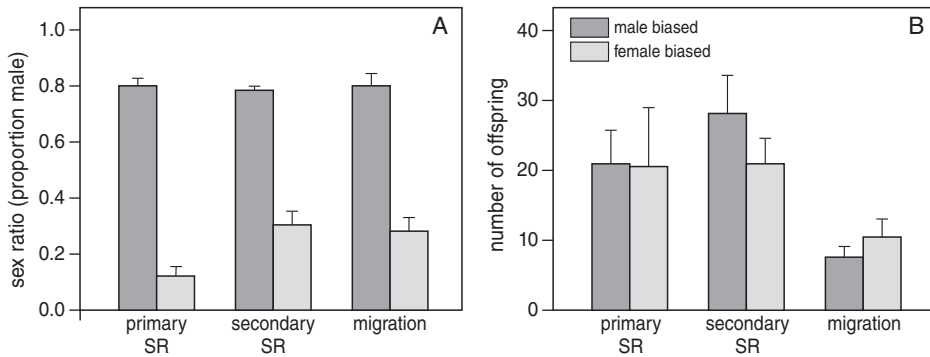 A
sex ratio (proportion male)
1.0
0.8
0.6
0.4
0.2
0.0
primary
SR
secondary
SR
migration
B
male biased
female biased
number of offspring
40
30
20
10
0
primary
SR
secondary
SR
migration